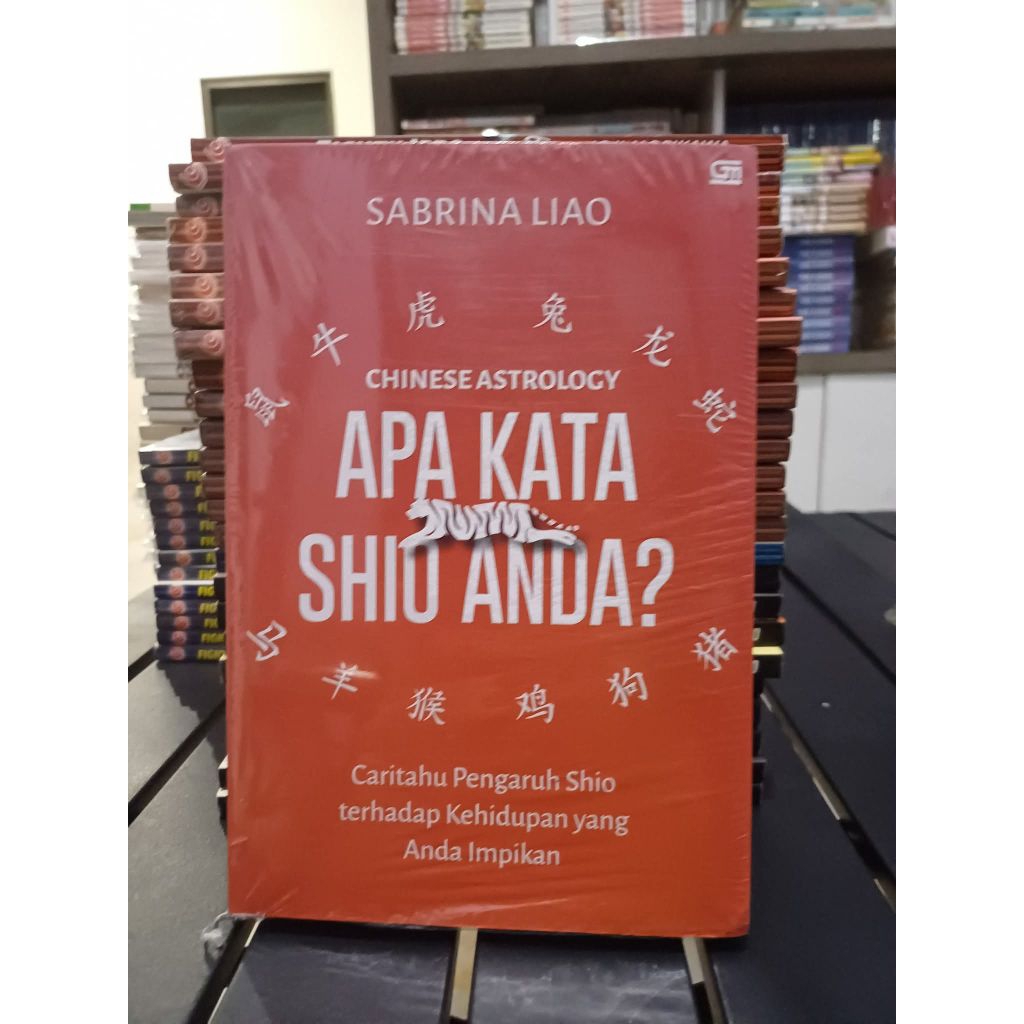 GM
SABRINA LIAO
鼠 牛 虎 兔 龙 蛇
CHINESE ASTROLOGY
APA KATA
SHIO ANDA?
马 羊 猴 鸡 狗 猪
Caritahu Pengaruh Shio
terhadap Kehidupan yang
Anda Impikan